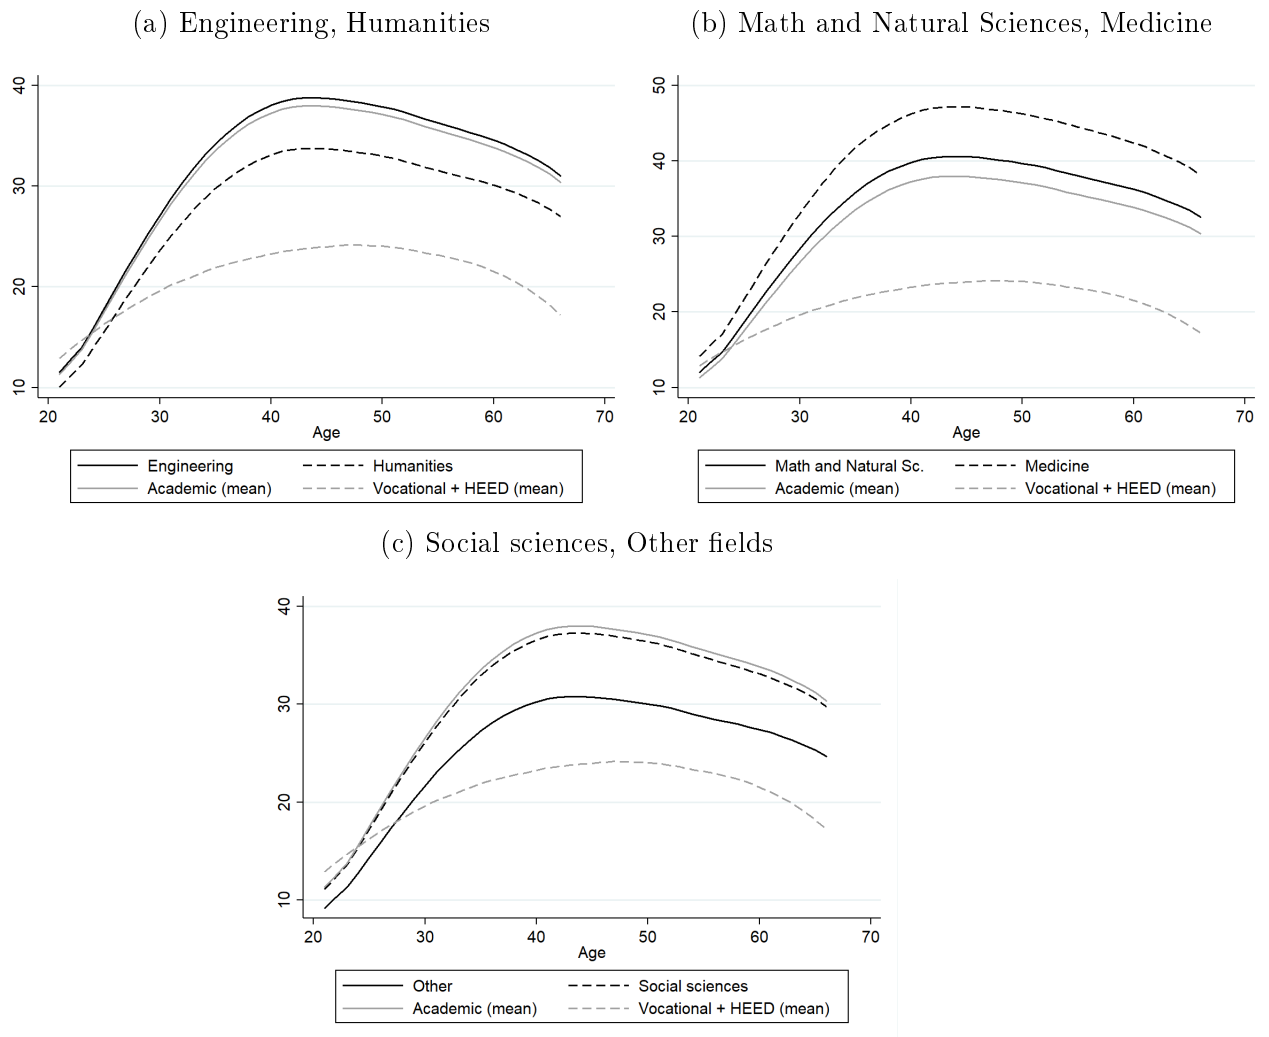 (a) Engineering, Humanities
40
30
20
10
20 30 40 50 60 70
Age
Engineering Humanities
Academic (mean) Vocational + HEED (mean)
(b) Math and Natural Sciences, Medicine
50
40
30
20
10
20 30 40 50 60 70
Age
Math and Natural Sc. Medicine
Academic (mean) Vocational + HEED (mean)
(c) Social sciences, Other fields
40
30
20
10
20 30 40 50 60 70
Age
Other Social sciences
Academic (mean) Vocational + HEED (mean)